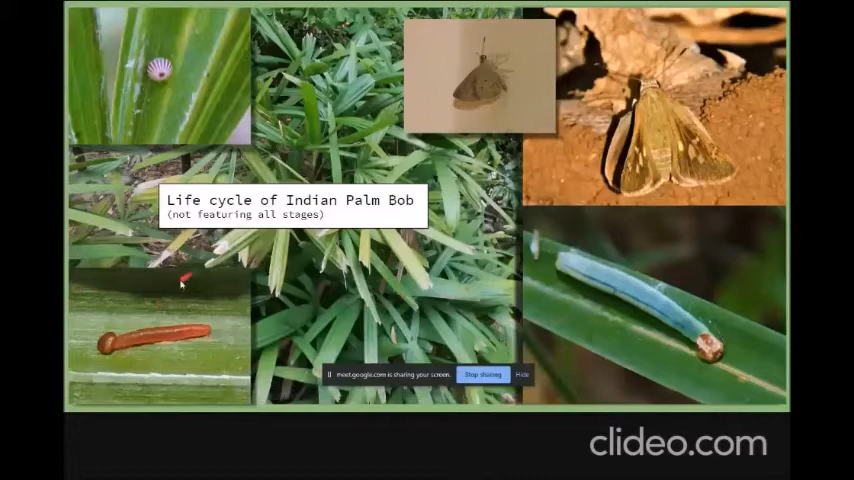 Life cycle of Indian Palm Bob
(not featuring all stages)
meet.google.com is sharing your screen.
Stop sharing
Hide
clideo.com